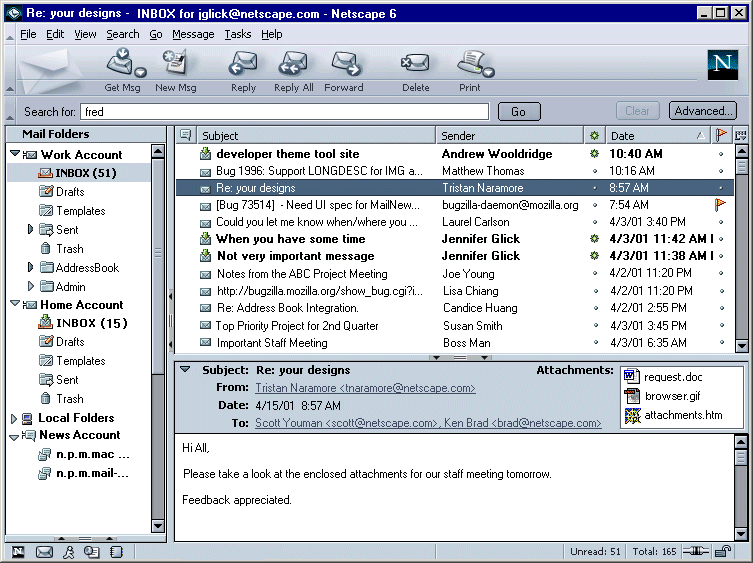 Re: your designs - INBOX for jglick@netscape.com - Netscape 6
File Edit View Search Go Message Tasks Help
Get Msg New Msg Reply Reply All Forward Delete Print N
Search for: fred Go Clear Advanced...
Mail Folders
Work Account
INBOX (51)
Drafts
Templates
Sent
Trash
AddressBook
Admin
Home Account
INBOX (15)
Drafts
Templates
Sent
Trash
Local Folders
News Account
n.p.m.mac ...
n.p.m.mail-...
Subject Sender Date
developer theme tool site Andrew Wooldridge 10:40 AM
Bug 1996: Support LONGDESC for IMG a... Matthew Thomas 10:16 AM
Re: your designs Tristan Naramore 8:57 AM
[Bug 73514] - Need UI spec for MailNew... bugzilla-daemon@mozilla.org 7:54 AM
Could you let me know when/where you ... Laurel Carlson 4/3/01 3:40 PM
When you have some time Jennifer Glick 4/3/01 11:42 AM
Not very important message Jennifer Glick 4/3/01 11:38 AM
Notes from the ABC Project Meeting Joe Young 4/2/01 11:20 PM
http://bugzilla.mozilla.org/show_bug.cgi?i... Lisa Chiang 4/2/01 11:20 PM
Re: Address Book Integration. Candice Huang 4/2/01 2:55 PM
Top Priority Project for 2nd Quarter Susan Smith 4/3/01 3:45 PM
Important Staff Meeting Boss Man 4/3/01 6:35 AM
Subject: Re: your designs
From: Tristan Naramore <tnaramore@netscape.com>
Date: 4/15/01 8:57 AM
To: Scott Youman <scott@netscape.com>, Ken Brad <brad@netscape.com>
Attachments:
request.doc
browser.gif
attachments.htm
Hi All,
Please take a look at the enclosed attachments for our staff meeting tomorrow.
Feedback appreciated.
Unread: 51 Total: 165